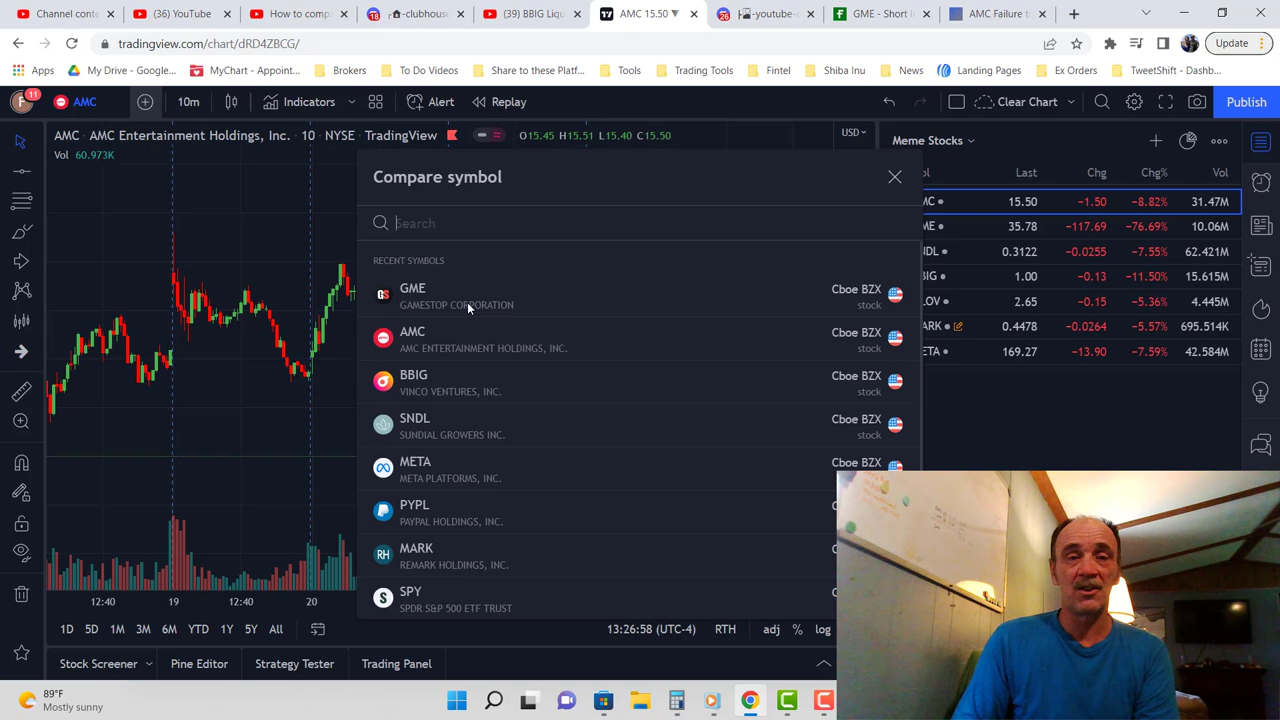 Channel conte
(36) YouTube
How to compa
18
-clubhouse
(39) BBIG Liqu
AMC 15.50 ▼
26
-youtube-c
GME - Short I
AMC Failure to
tradingview.com/chart/dRD4ZBCG/
Update
Apps
My Drive - Google...
MyChart - Appoint...
Brokers
To Do Videos
Share to these Platf...
Tools
Trading Tools
Fintel
Shiba Inu
News
Landing Pages
Ex Orders
TweetShift - Dashb...
F
11
AMC
10m
Indicators
Alert
Replay
Clear Chart
Publish
AMC · AMC Entertainment Holdings, Inc. · 10 · NYSE · TradingView
O15.45 H15.51 L15.40 C15.50
USD
Vol 60.973K
Meme Stocks
Last
Chg
Chg%
Vol
15.50
−1.50
−8.82%
31.47M
35.78
−117.69
−76.69%
10.06M
0.3122
−0.0255
−7.55%
62.421M
1.00
−0.13
−11.50%
15.615M
2.65
−0.15
−5.36%
4.445M
0.4478
−0.0264
−5.57%
695.514K
169.27
−13.90
−7.59%
42.584M
Compare symbol
Search
RECENT SYMBOLS
GME
GAMESTOP CORPORATION
Cboe BZX
stock
AMC
AMC ENTERTAINMENT HOLDINGS, INC.
Cboe BZX
stock
BBIG
VINCO VENTURES, INC.
Cboe BZX
stock
SNDL
SUNDIAL GROWERS INC.
Cboe BZX
stock
META
META PLATFORMS, INC.
Cboe BZX
PYPL
PAYPAL HOLDINGS, INC.
MARK
REMARK HOLDINGS, INC.
SPY
SPDR S&P 500 ETF TRUST
12:40
19
12:40
20
1D
5D
1M
3M
6M
YTD
1Y
5Y
All
13:26:58 (UTC-4)
RTH
adj
%
log
Stock Screener
Pine Editor
Strategy Tester
Trading Panel
89°F
Mostly sunny